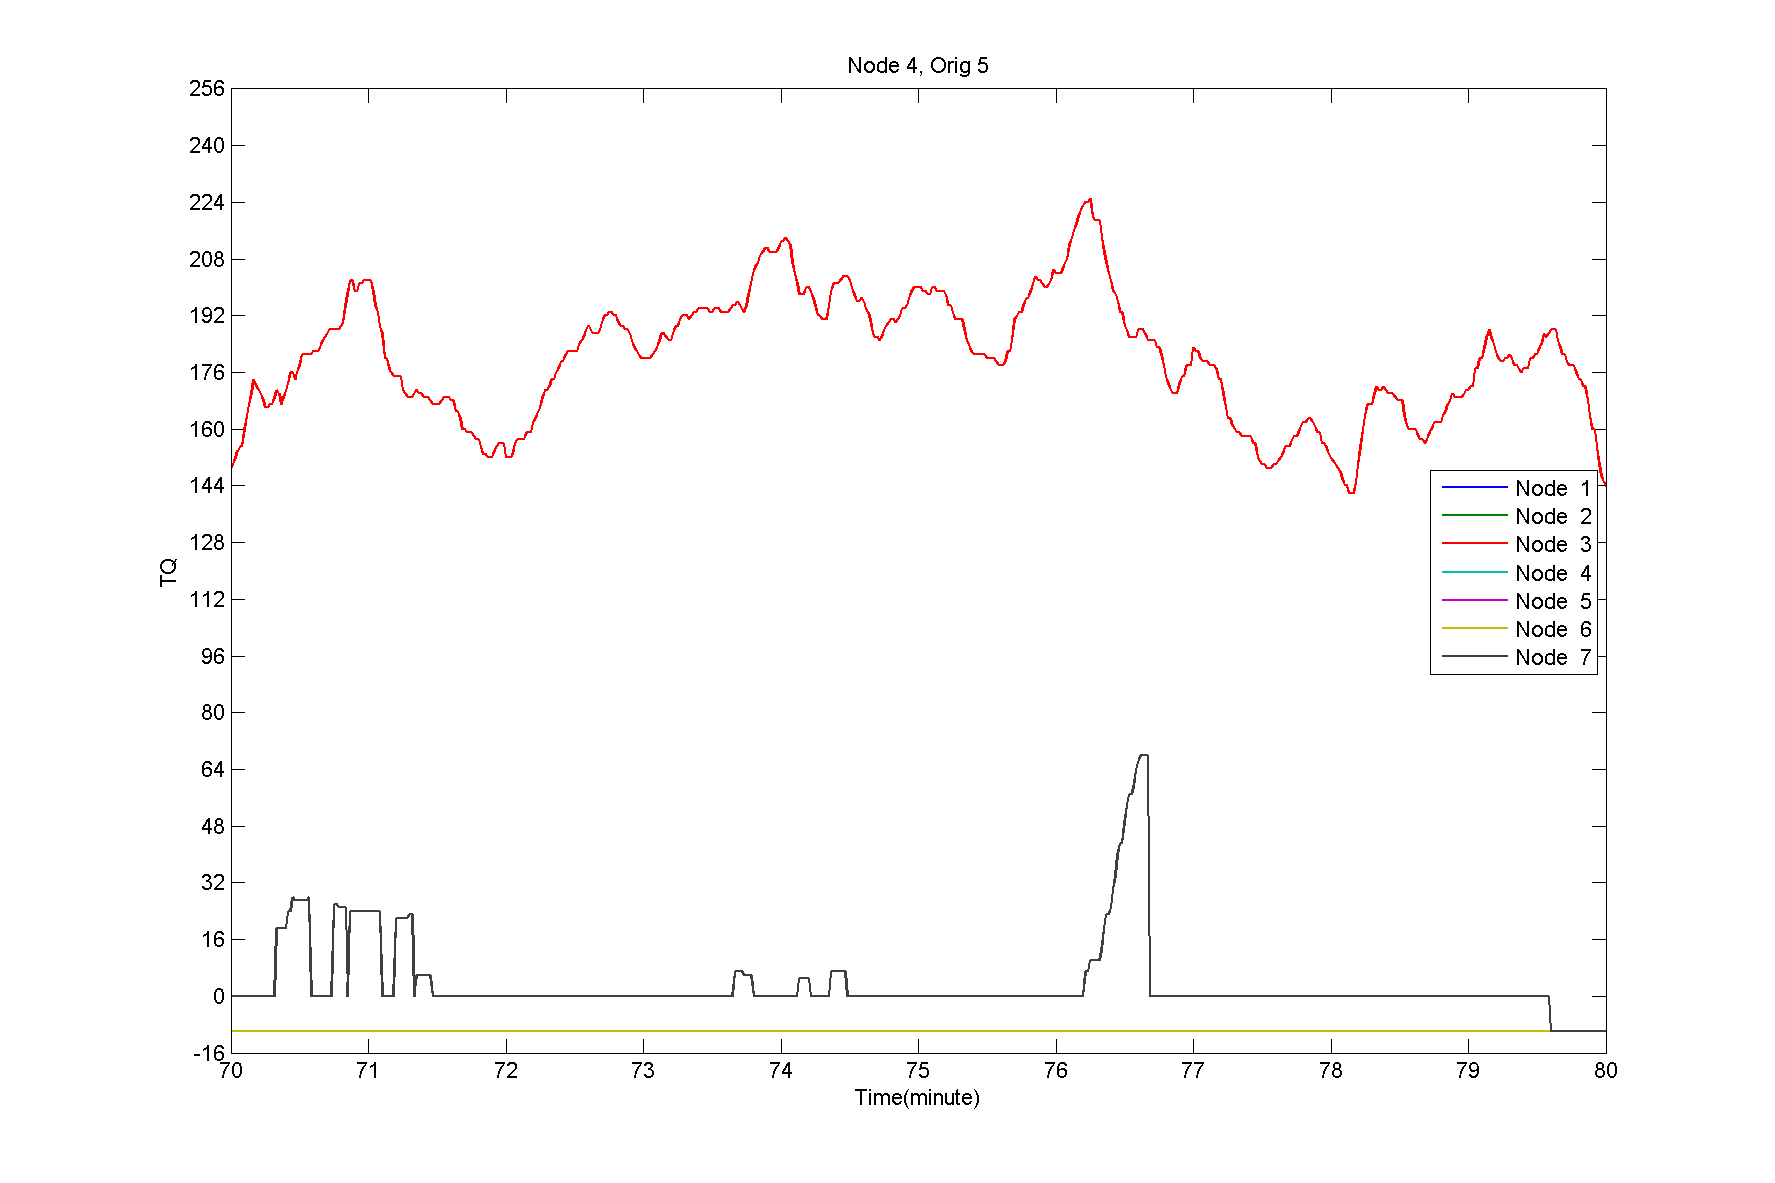 Node 4, Orig 5
256
240
224
208
192
176
160
144
128
112
96
80
64
48
32
16
0
-16
TQ
Node 1
Node 2
Node 3
Node 4
Node 5
Node 6
Node 7
70 71 72 73 74 75 76 77 78 79 80
Time(minute)